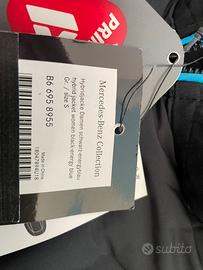 PRIM
Mercedes-Benz Collection
Hybridjacke Damen schwarz-energyblau
hybrid jacket women black-energy blue
Gr. / size S
B6 695 8955
Made in China
subito